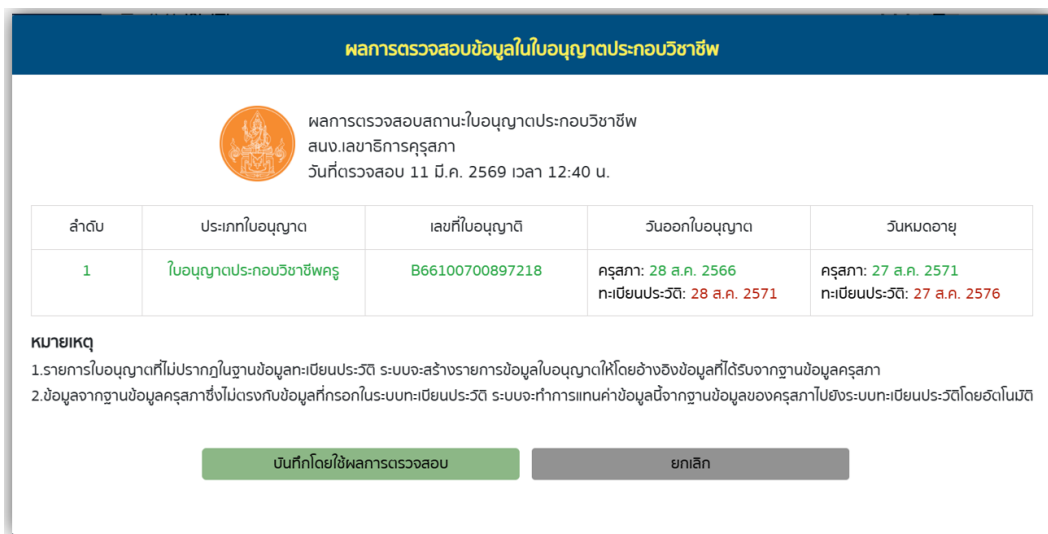 ผลการตรวจสอบข้อมูลในใบอนุญาตประกอบวิชาชีพ
ผลการตรวจสอบสถานะใบอนุญาตประกอบวิชาชีพ
สนง.เลขาธิการคุรุสภา
วันที่ตรวจสอบ 11 มี.ค. 2569 เวลา 12:40 น.
ลำดับ ประเภทใบอนุญาต เลขที่ใบอนุญาติ วันออกใบอนุญาต วันหมดอายุ
1 ใบอนุญาตประกอบวิชาชีพครู B66100700897218 ครุสภา: 28 ส.ค. 2566 ครุสภา: 27 ส.ค. 2571
ทะเบียนประวัติ: 28 ส.ค. 2571 ทะเบียนประวัติ: 27 ส.ค. 2576
หมายเหตุ
1.รายการใบอนุญาตที่ไม่ปรากฏในฐานข้อมูลทะเบียนประวัติ ระบบจะสร้างรายการข้อมูลใบอนุญาตให้โดยอ้างอิงข้อมูลที่ได้รับจากฐานข้อมูลครุสภา
2.ข้อมูลจากฐานข้อมูลครุสภาซึ่งไม่ตรงกับข้อมูลที่กรอกในระบบทะเบียนประวัติ ระบบจะทำการแทนค่าข้อมูลนี้จากฐานข้อมูลของครุสภาไปยังระบบทะเบียนประวัติโดยอัตโนมัติ
บันทึกโดยใช้ผลการตรวจสอบ ยกเลิก